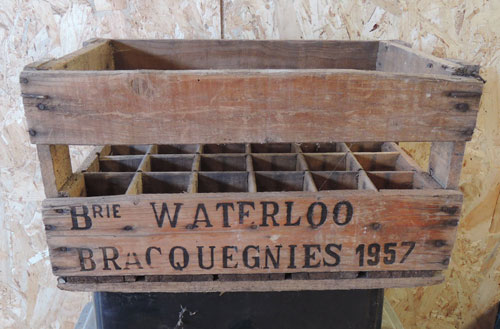 Brie WATERLOO
BRACQUEGNIES 1957